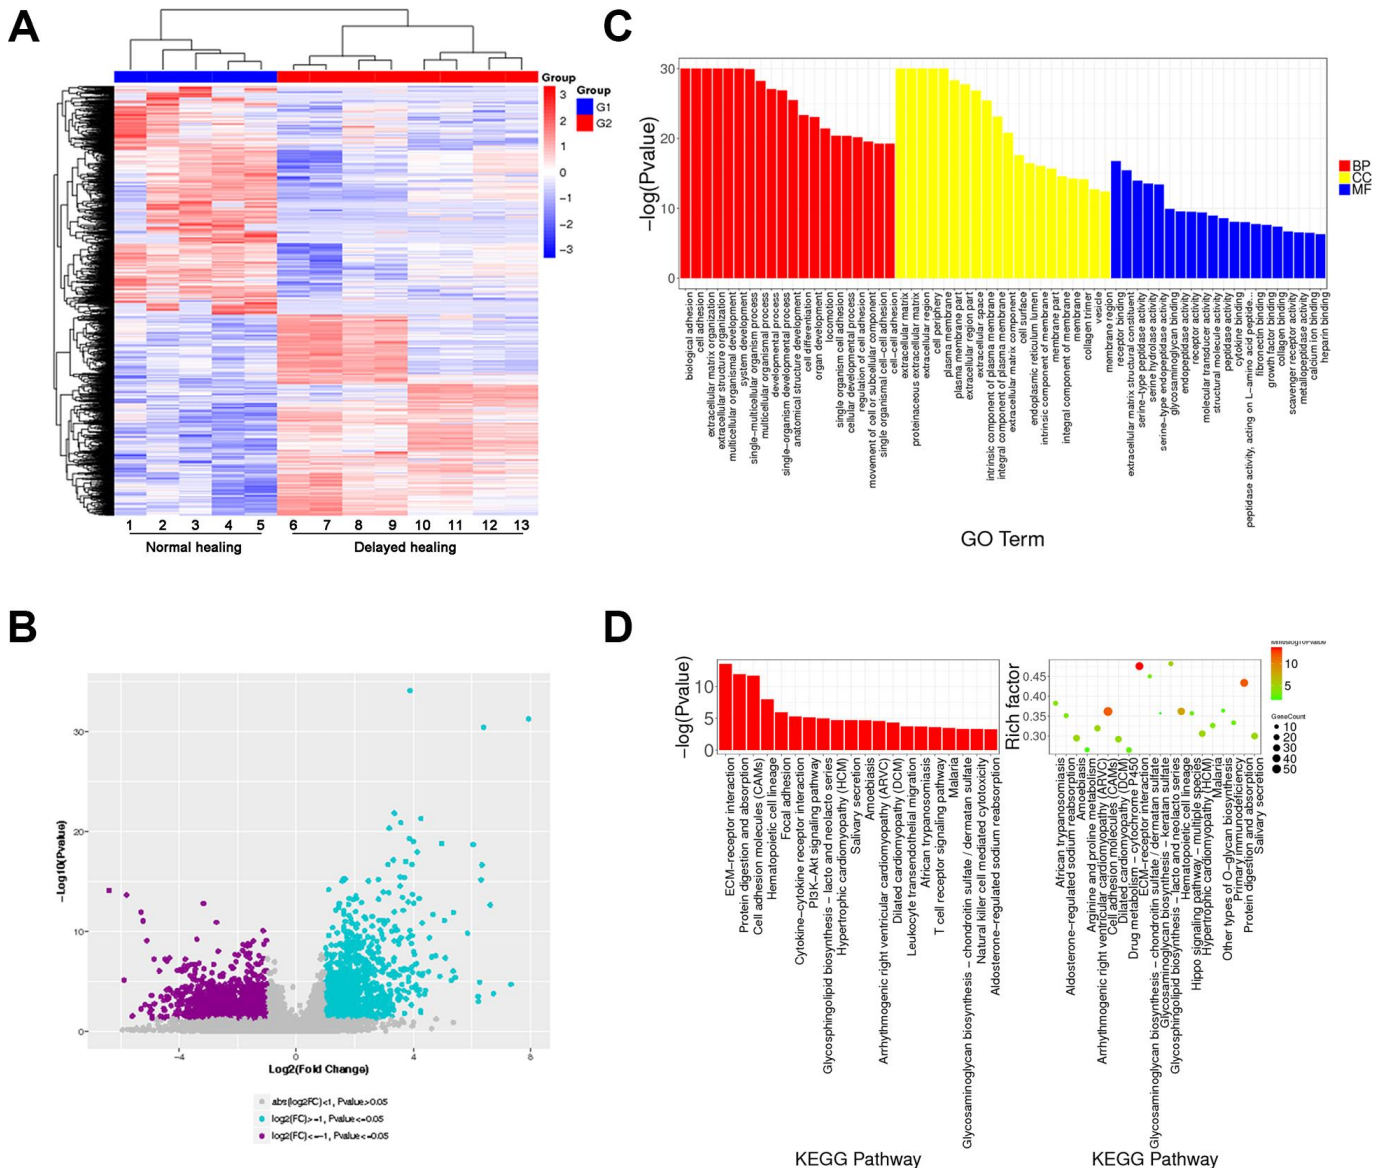 A
Group
3
2
1
0
−1
−2
−3
Group
G1
G2
1 2 3 4 5 6 7 8 9 10 11 12 13
Normal healing Delayed healing
B
−Log10(Pvalue)
30
20
10
0
−4 0 4 8
Log2(Fold Change)
abs(log2FC)<1, Pvalue>0.05
log2(FC)>=1, Pvalue<=0.05
log2(FC)<=−1, Pvalue<=0.05
C
−log(Pvalue)
30
20
10
0
BP
CC
MF
biological adhesion
cell adhesion
extracellular matrix organization
extracellular structure organization
multicellular organismal development
system development
single−multicellular organism process
multicellular organismal process
developmental process
single−organism developmental process
anatomical structure development
cell differentiation
organ development
locomotion
single organism cell adhesion
cellular developmental process
regulation of cell adhesion
movement of cell or subcellular component
single organismal cell−cell adhesion
cell−cell adhesion
extracellular matrix
proteinaceous extracellular matrix
extracellular region
cell periphery
plasma membrane
plasma membrane part
extracellular region part
extracellular space
intrinsic component of plasma membrane
integral component of plasma membrane
extracellular matrix component
cell surface
endoplasmic reticulum lumen
intrinsic component of membrane
membrane part
integral component of membrane
membrane
collagen trimer
vesicle
membrane region
receptor binding
extracellular matrix structural constituent
serine−type peptidase activity
serine hydrolase activity
serine−type endopeptidase activity
glycosaminoglycan binding
endopeptidase activity
receptor activity
molecular transducer activity
structural molecule activity
peptidase activity
cytokine binding
peptidase activity, acting on L−amino acid peptide...
fibronectin binding
growth factor binding
collagen binding
scavenger receptor activity
metallopeptidase activity
calcium ion binding
heparin binding
GO Term
D
−log(Pvalue)
10
5
0
ECM−receptor interaction
Protein digestion and absorption
Cell adhesion molecules (CAMs)
Hematopoietic cell lineage
Focal adhesion
Cytokine−cytokine receptor interaction
PI3K−Akt signaling pathway
Glycosphingolipid biosynthesis − lacto and neolacto series
Hypertrophic cardiomyopathy (HCM)
Salivary secretion
Amoebiasis
Arrhythmogenic right ventricular cardiomyopathy (ARVC)
Dilated cardiomyopathy (DCM)
Leukocyte transendothelial migration
African trypanosomiasis
T cell receptor signaling pathway
Malaria
Glycosaminoglycan biosynthesis − chondroitin sulfate / dermatan sulfate
Natural killer cell mediated cytotoxicity
Aldosterone−regulated sodium reabsorption
KEGG Pathway
Rich factor
0.45
0.40
0.35
0.30
10
5
GeneCount
10
20
30
40
50
African trypanosomiasis
Aldosterone−regulated sodium reabsorption
Amoebiasis
Arginine and proline metabolism
Arrhythmogenic right ventricular cardiomyopathy (ARVC)
Cell adhesion molecules (CAMs)
Dilated cardiomyopathy (DCM)
Drug metabolism − cytochrome P450
ECM−receptor interaction
Glycosaminoglycan biosynthesis − chondroitin sulfate / dermatan sulfate
Glycosaminoglycan biosynthesis − keratan sulfate
Glycosphingolipid biosynthesis − lacto and neolacto series
Hematopoietic cell lineage
Hippo signaling pathway − multiple species
Hypertrophic cardiomyopathy (HCM)
Malaria
Other types of O−glycan biosynthesis
Primary immunodeficiency
Protein digestion and absorption
Salivary secretion
KEGG Pathway